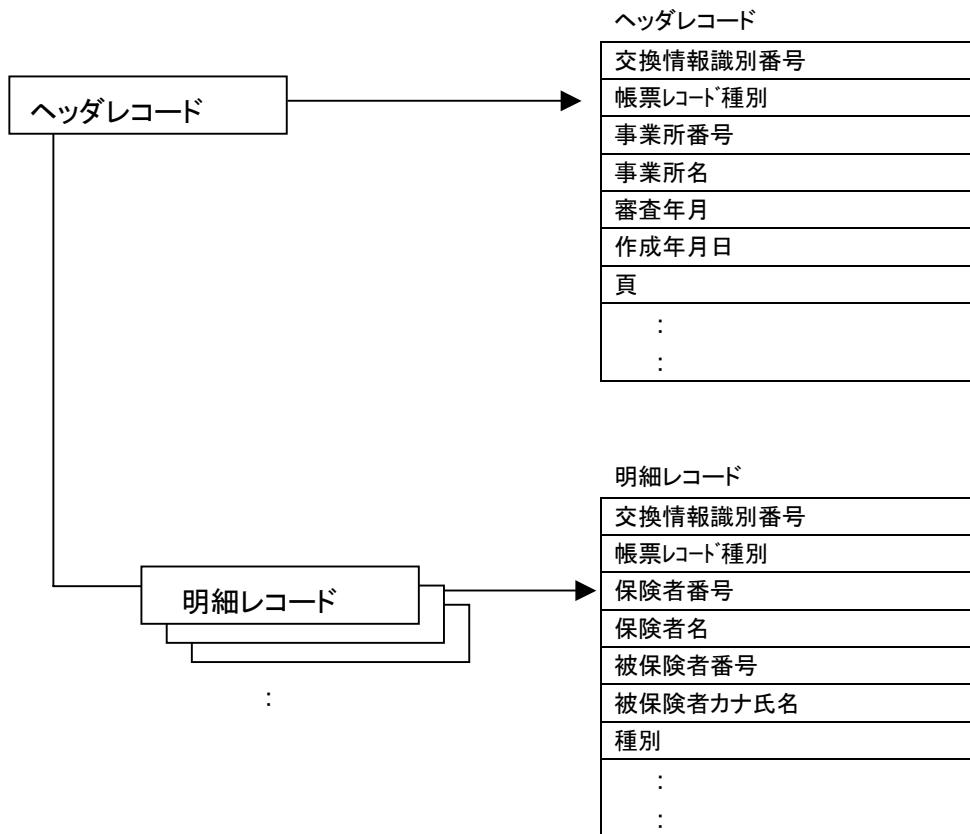 ヘッダレコード
ヘッダレコード
交換情報識別番号
帳票ﾚｺｰﾄﾞ種別
事業所番号
事業所名
審査年月
作成年月日
頁
:
:
明細レコード
明細レコード
:
交換情報識別番号
帳票ﾚｺｰﾄﾞ種別
保険者番号
保険者名
被保険者番号
被保険者カナ氏名
種別
:
: